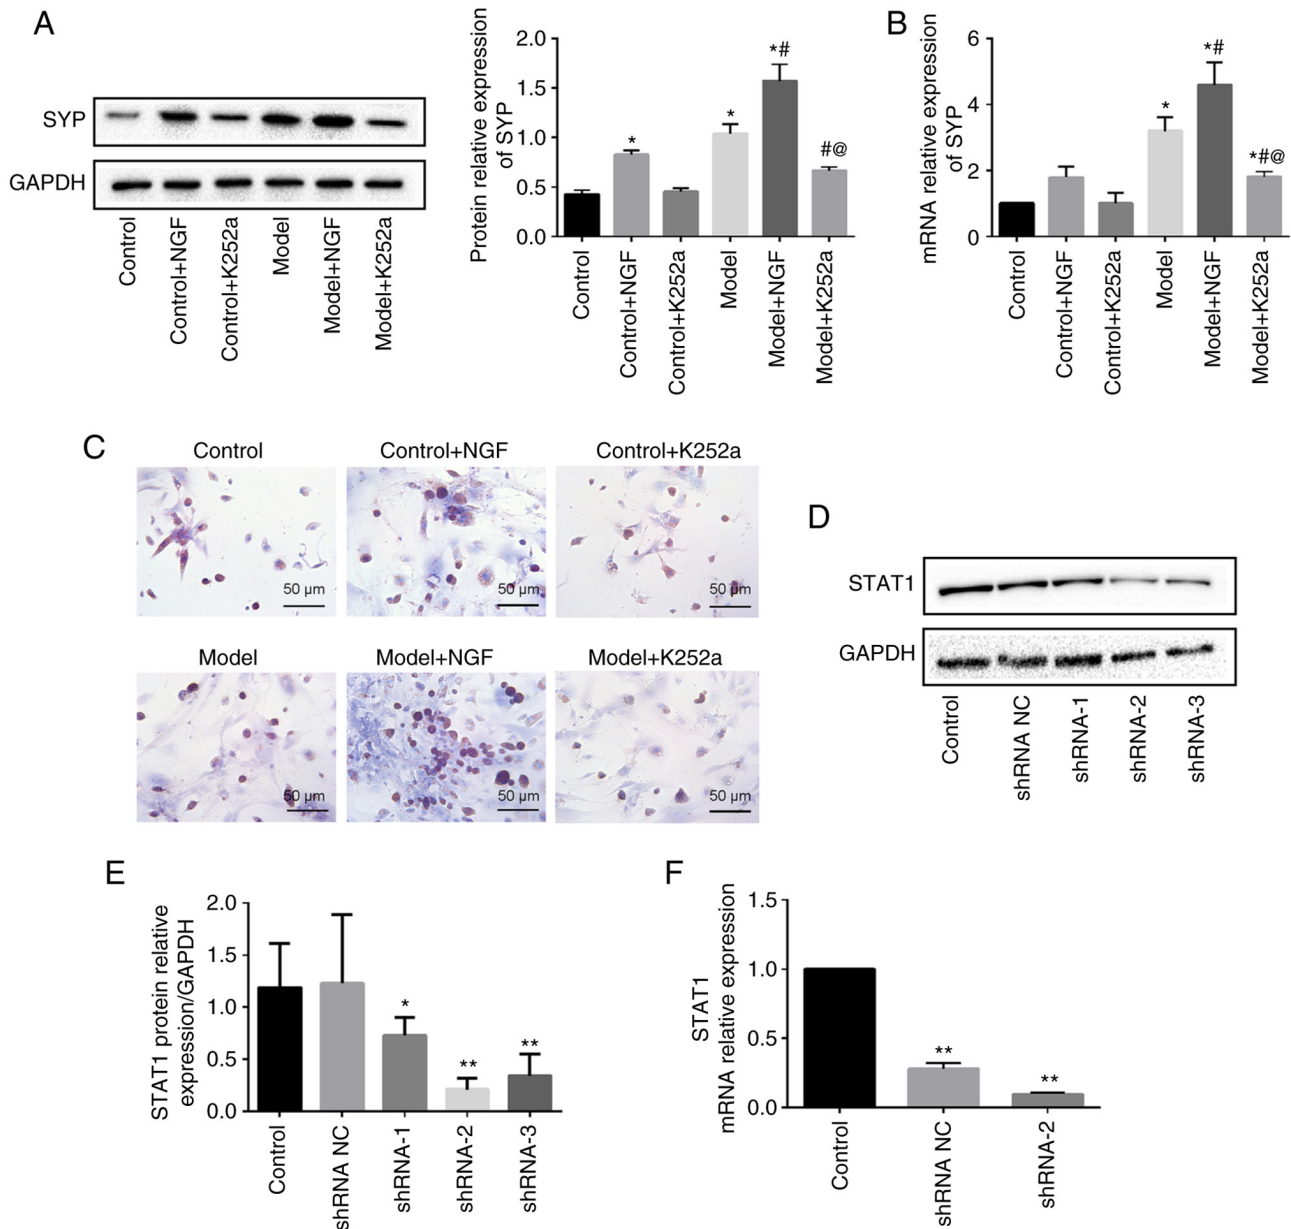 A
SYP
GAPDH
Control
Control+NGF
Control+K252a
Model
Model+NGF
Model+K252a
Protein relative expression
of SYP
2.0
1.5
1.0
0.5
0.0
*
*
*#
#@
Control
Control+NGF
Control+K252a
Model
Model+NGF
Model+K252a
B
mRNA relative expression
of SYP
6
4
2
0
*
*#
*#@
Control
Control+NGF
Control+K252a
Model
Model+NGF
Model+K252a
C
Control
Control+NGF
Control+K252a
50 µm
50 µm
50 µm
Model
Model+NGF
Model+K252a
50 µm
50 µm
50 µm
D
STAT1
GAPDH
Control
shRNA NC
shRNA-1
shRNA-2
shRNA-3
E
STAT1 protein relative
expression/GAPDH
2.0
1.5
1.0
0.5
0.0
*
**
**
Control
shRNA NC
shRNA-1
shRNA-2
shRNA-3
F
STAT1
mRNA relative expression
1.5
1.0
0.5
0.0
**
**
Control
shRNA NC
shRNA-2